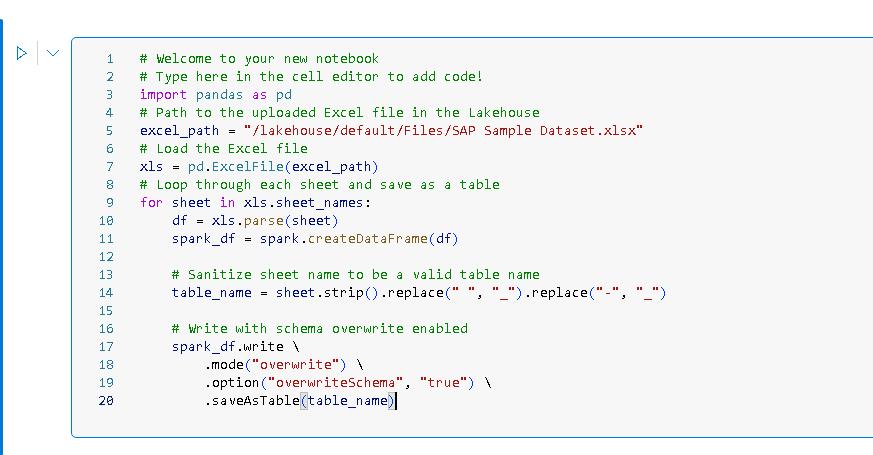 1 # Welcome to your new notebook
2 # Type here in the cell editor to add code!
3 import pandas as pd
4 # Path to the uploaded Excel file in the Lakehouse
5 excel_path = "/lakehouse/default/Files/SAP Sample Dataset.xlsx"
6 # Load the Excel file
7 xls = pd.ExcelFile(excel_path)
8 # Loop through each sheet and save as a table
9 for sheet in xls.sheet_names:
10     df = xls.parse(sheet)
11     spark_df = spark.createDataFrame(df)
12
13     # Sanitize sheet name to be a valid table name
14     table_name = sheet.strip().replace(" ", "_").replace("-", "_")
15
16     # Write with schema overwrite enabled
17     spark_df.write \
18         .mode("overwrite") \
19         .option("overwriteSchema", "true") \
20         .saveAsTable(table_name)